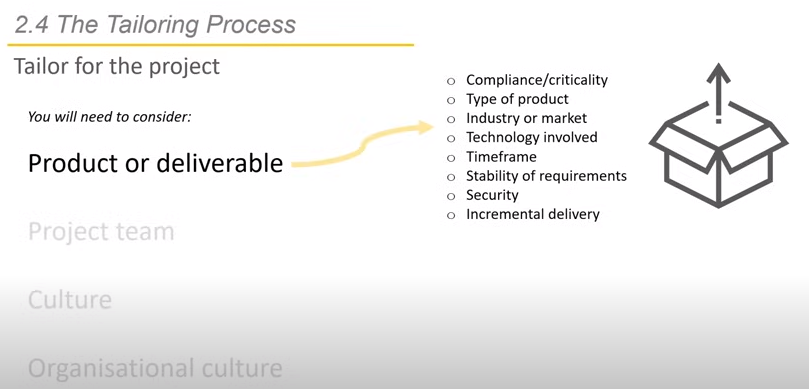 2.4 The Tailoring Process
Tailor for the project
You will need to consider:
Product or deliverable
o Compliance/criticality
o Type of product
o Industry or market
o Technology involved
o Timeframe
o Stability of requirements
o Security
o Incremental delivery
Project team
Culture
Organisational culture